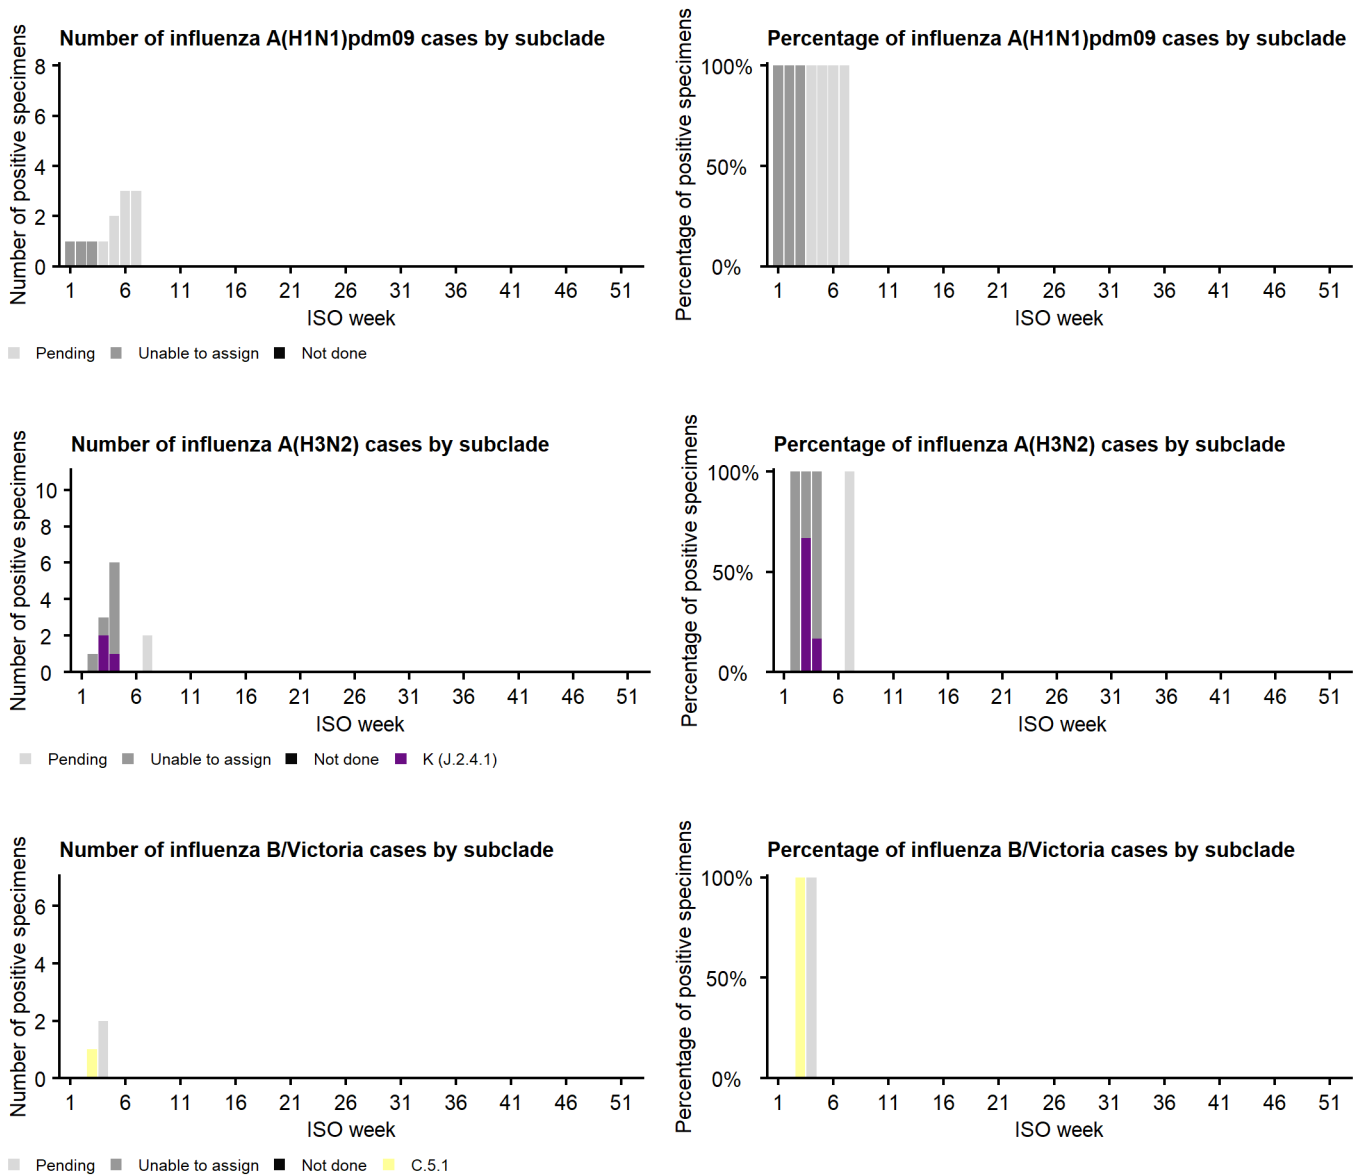 Number of influenza A(H1N1)pdm09 cases by subclade
Number of positive specimens
8
6
4
2
0
1 6 11 16 21 26 31 36 41 46 51
ISO week
Pending Unable to assign Not done
Percentage of influenza A(H1N1)pdm09 cases by subclade
Percentage of positive specimens
100%
50%
0%
1 6 11 16 21 26 31 36 41 46 51
ISO week
Number of influenza A(H3N2) cases by subclade
Number of positive specimens
10
8
6
4
2
0
1 6 11 16 21 26 31 36 41 46 51
ISO week
Pending Unable to assign Not done K (J.2.4.1)
Percentage of influenza A(H3N2) cases by subclade
Percentage of positive specimens
100%
50%
0%
1 6 11 16 21 26 31 36 41 46 51
ISO week
Number of influenza B/Victoria cases by subclade
Number of positive specimens
6
4
2
0
1 6 11 16 21 26 31 36 41 46 51
ISO week
Pending Unable to assign Not done C.5.1
Percentage of influenza B/Victoria cases by subclade
Percentage of positive specimens
100%
50%
0%
1 6 11 16 21 26 31 36 41 46 51
ISO week